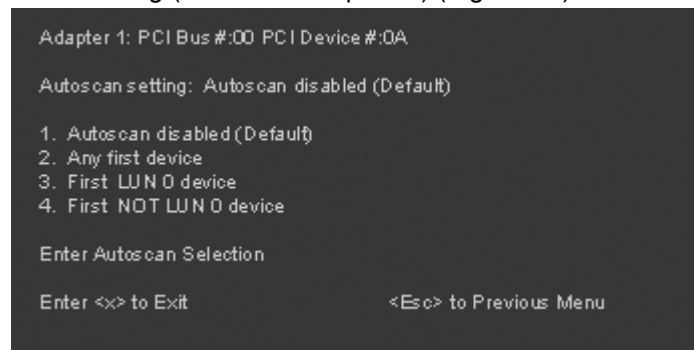 Adapter 1: PCI Bus #:00 PCI Device #:0A
Autoscan setting: Autoscan disabled (Default)
1. Autoscan disabled (Default)
2. Any first device
3. First LUN 0 device
4. First NOT LUN 0 device
Enter Autoscan Selection
Enter <x> to Exit <Esc> to Previous Menu